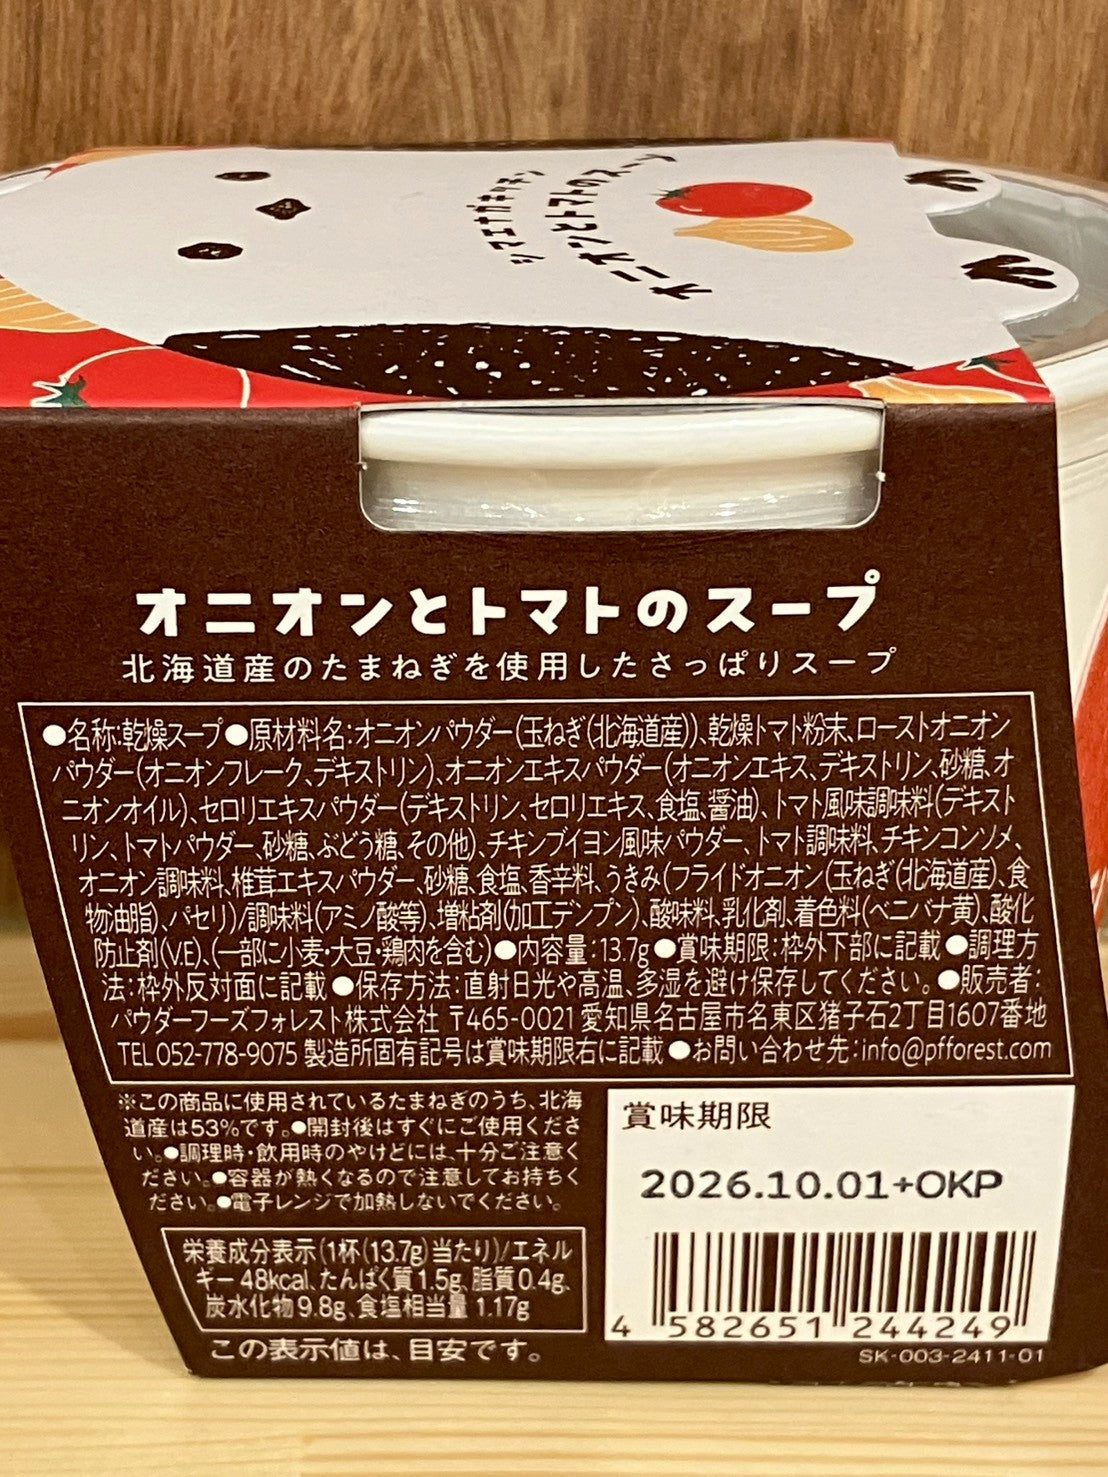 シマエナガキッチン
オニオンとトマトのスープ
オニオンとトマトのスープ
北海道産のたまねぎを使用したさっぱりスープ
●名称:乾燥スープ●原材料名:オニオンパウダー(玉ねぎ(北海道産))、乾燥トマト粉末、ローストオニオン
パウダー(オニオンフレーク、デキストリン)、オニオンエキスパウダー(オニオンエキス、デキストリン、砂糖、オ
ニオンオイル)、セロリエキスパウダー(デキストリン、セロリエキス、食塩、醤油)、トマト風味調味料(デキスト
リン、トマトパウダー、砂糖、ぶどう糖、その他)、チキンブイヨン風味パウダー、トマト調味料、チキンコンソメ、
オニオン調味料、椎茸エキスパウダー、砂糖、食塩、香辛料、うきみ(フライドオニオン(玉ねぎ(北海道産)、食
物油脂)、パセリ)/調味料(アミノ酸等)、増粘剤(加工デンプン)、酸味料、乳化剤、着色料(ベニバナ黄)、酸化
防止剤(V.E)、(一部に小麦・大豆・鶏肉を含む)●内容量:13.7g●賞味期限:枠外下部に記載●調理方
法:枠外反対面に記載●保存方法:直射日光や高温、多湿を避け保存してください。●販売者:
パウダーフーズフォレスト株式会社 〒465-0021 愛知県名古屋市名東区猪子石2丁目1607番地
TEL052-778-9075 製造所固有記号は賞味期限右に記載●お問い合わせ先:info@pfforest.com
※この商品に使用されているたまねぎのうち、北海
道産は53%です。●開封後はすぐにご使用くださ
い。●調理時・飲用時のやけどには、十分ご注意く
ださい。●容器が熱くなるので注意してお持ちく
ださい。●電子レンジで加熱しないでください。
賞味期限
2026.10.01+OKP
栄養成分表示(1杯(13.7g)当たり)/エネル
ギー48kcal、たんぱく質1.5g、脂質0.4g、
炭水化物9.8g、食塩相当量1.17g
この表示値は、目安です。
4 582651 244249
SK-003-2411-01